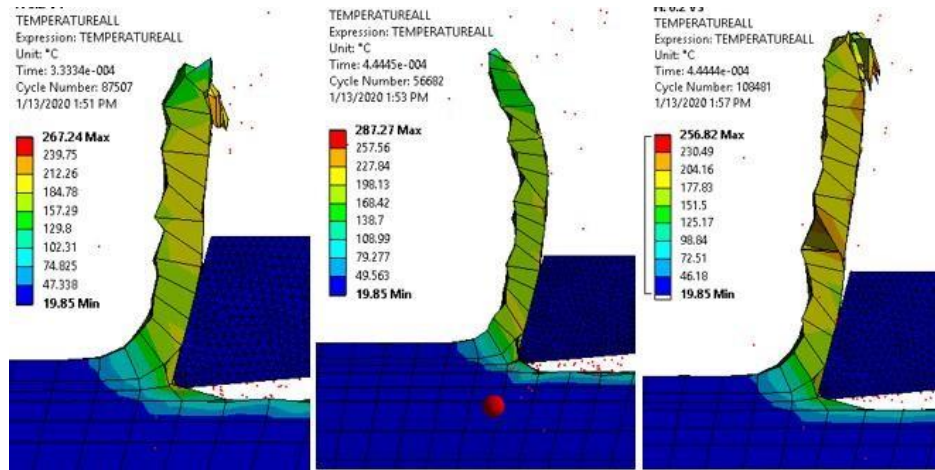 TEMPERATUREALL
Expression: TEMPERATUREALL
Unit: °C
Time: 3.3334e-004
Cycle Number: 87507
1/13/2020 1:51 PM
267.24 Max
239.75
212.26
184.78
157.29
129.8
102.31
74.825
47.338
19.85 Min
TEMPERATUREALL
Expression: TEMPERATUREALL
Unit: °C
Time: 4.4445e-004
Cycle Number: 56682
1/13/2020 1:53 PM
287.27 Max
257.56
227.84
198.13
168.42
138.7
108.99
79.277
49.563
19.85 Min
TEMPERATUREALL
Expression: TEMPERATUREALL
Unit: °C
Time: 4.4444e-004
Cycle Number: 108481
1/13/2020 1:57 PM
256.82 Max
230.49
204.16
177.83
151.5
125.17
98.84
72.51
46.18
19.85 Min